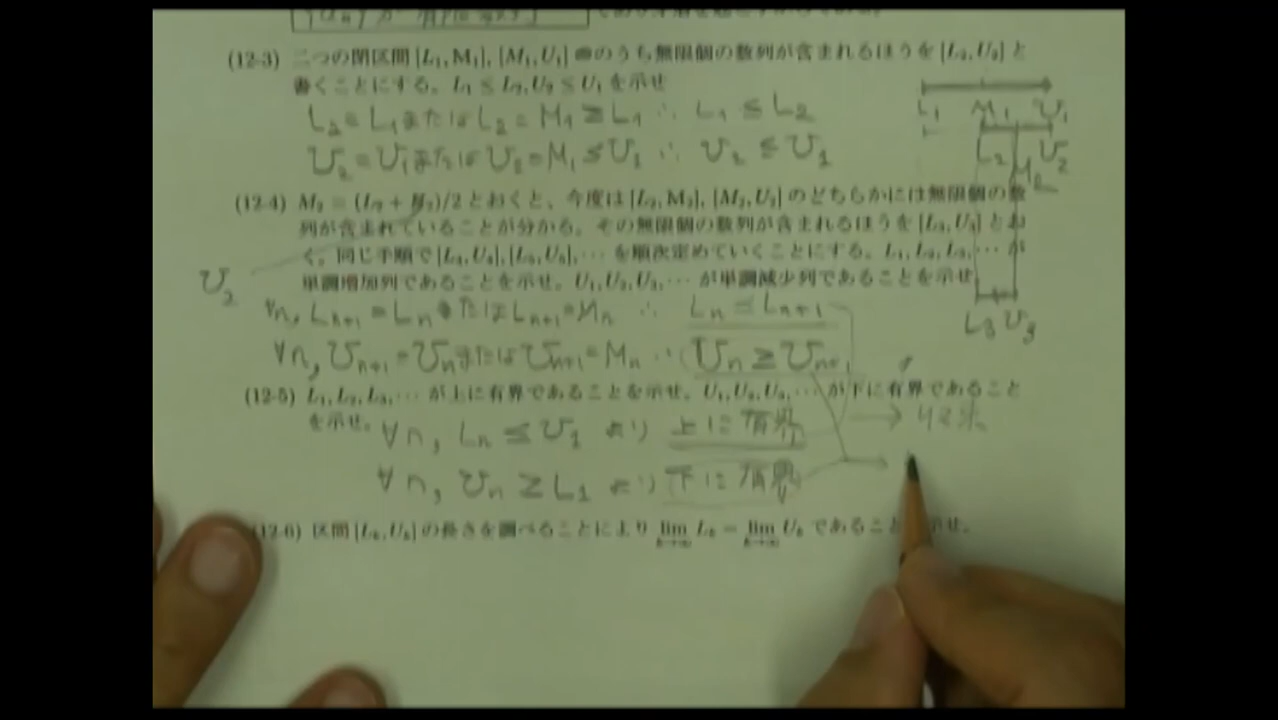 (12-3) 二つの閉区間 [L₁, M₁], [M₁, U₁] のうち無限個の数列が含まれるほうを [L₂, U₂] と
書くことにする。L₁ ≤ L₂, U₂ ≤ U₁ を示せ
L₂ = L₁ または L₂ = M₁ ≥ L₁ ∴ L₁ ≤ L₂
U₂ = U₁ または U₂ = M₁ ≤ U₁ ∴ U₂ ≤ U₁
L₁ M₁ U₁
L₂ U₂
M₂
(12-4) M₂ = (L₂ + )/2 とおくと、今度は [L₂, M₂], [M₂, U₂] のどちらかには無限個の数
列が含まれていることが分かる。その無限個の数列が含まれるほうを [L₃, U₃] とお
く。同じ手順で [L₄, U₄], [L₅, U₅], ⋯ を順次定めていくことにする。L₁, L₂, L₃, ⋯ が
単調増加列であることを示せ。U₁, U₂, U₃, ⋯ が単調減少列であることを示せ
U₂
L₃ U₃
∀n, Lₙ₊₁ = Lₙ または Lₙ₊₁ = Mₙ ∴ Lₙ ≤ Lₙ₊₁
∀n, Uₙ₊₁ = Uₙ または Uₙ₊₁ = Mₙ ∴ Uₙ ≥ Uₙ₊₁
(12-5) L₁, L₂, L₃, ⋯ が上に有界であることを示せ。U₁, U₂, U₃, ⋯ が下に有界であること
を示せ。
∀n, Lₙ ≤ U₁ より 上に有界 → 収束
∀n, Uₙ ≥ L₁ より 下に有界 →
(12-6) 区間 [Lₖ, Uₖ] の長さを調べることにより lim k→∞ Lₖ = lim k→∞ Uₖ であること 示せ。